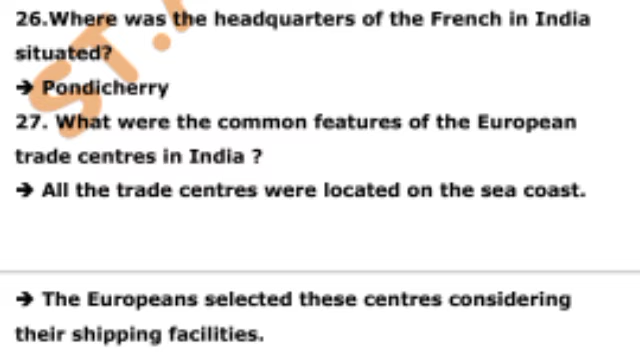 26.Where was the headquarters of the French in India
situated?
➔ Pondicherry
27. What were the common features of the European
trade centres in India ?
➔ All the trade centres were located on the sea coast.
➔ The Europeans selected these centres considering
their shipping facilities.
ST.